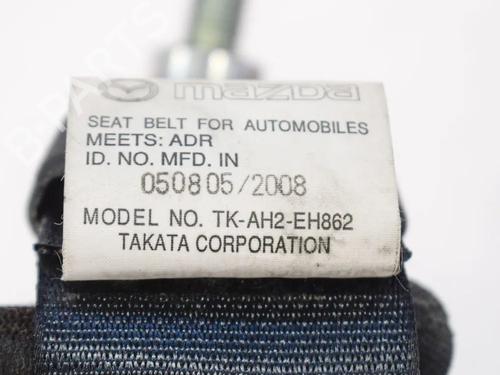 mazda
SEAT BELT FOR AUTOMOBILES
MEETS: ADR
ID. NO. MFD. IN
050805/2008
MODEL NO. TK-AH2-EH862
TAKATA CORPORATION
B-PARTS